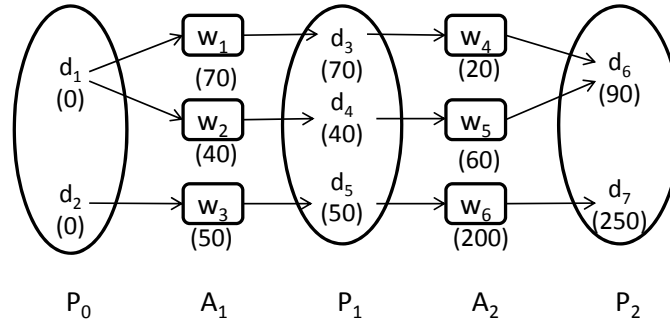 w₁ d₃ w₄
d₁ (70) (70) (20) d₆
(0) d₄ (90)
w₂ (40) w₅
(40) (60)
d₂ d₅ d₇
(0) w₃ (50) w₆ (250)
(50) (200)
P₀ A₁ P₁ A₂ P₂